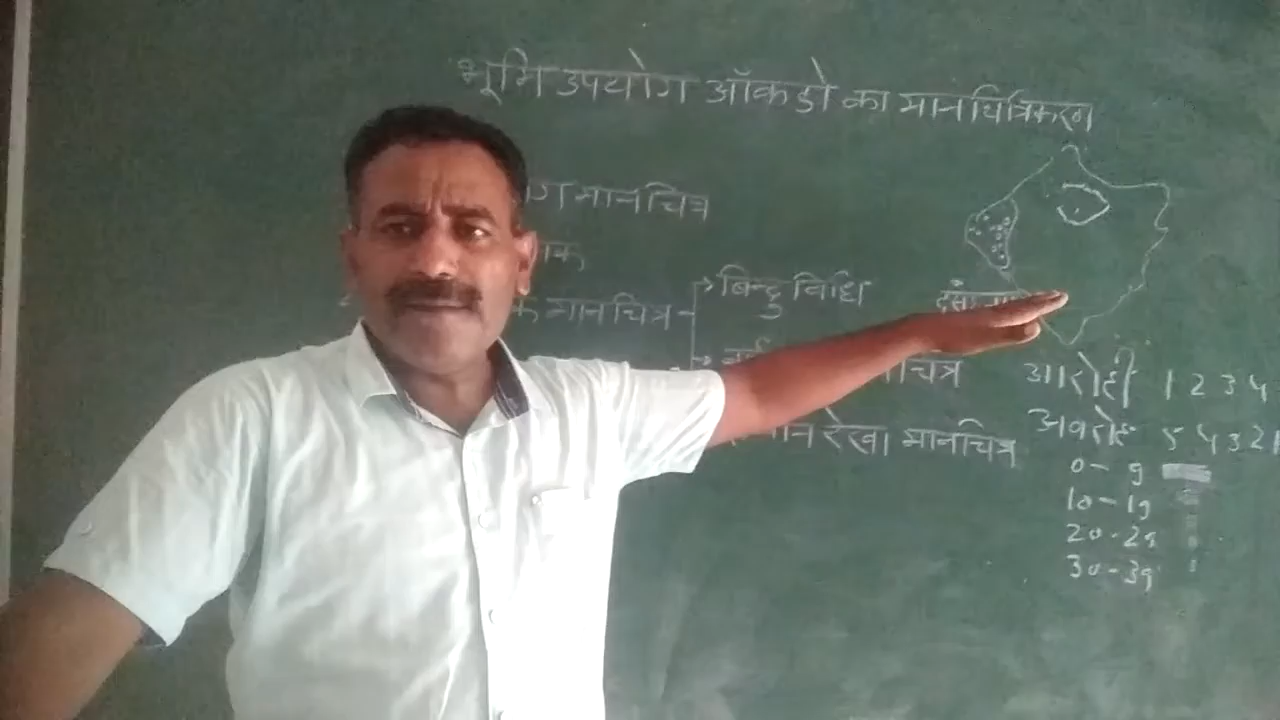 भूमि उपयोग आँकडो का मानचित्रिकरण
मानचित्र
मानचित्र
बिन्दु विधि
मान रेखा मानचित्र
आरोही 1 2 3 4
अवरोह 5 4 3 2 1
0 - 9
10 - 19
20 - 29
30 - 39